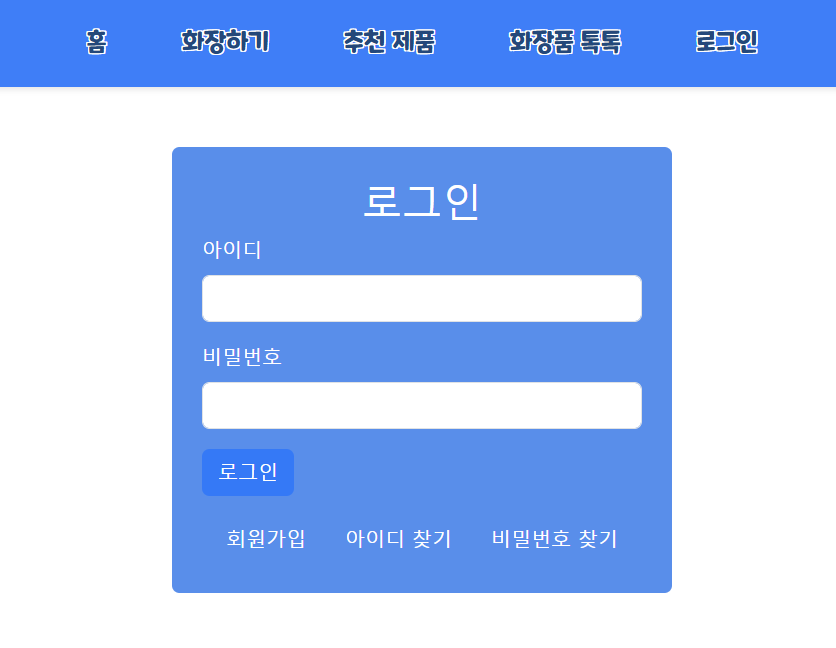 홈 화장하기 추천 제품 화장품 톡톡 로그인
로그인
아이디
비밀번호
로그인
회원가입 아이디 찾기 비밀번호 찾기